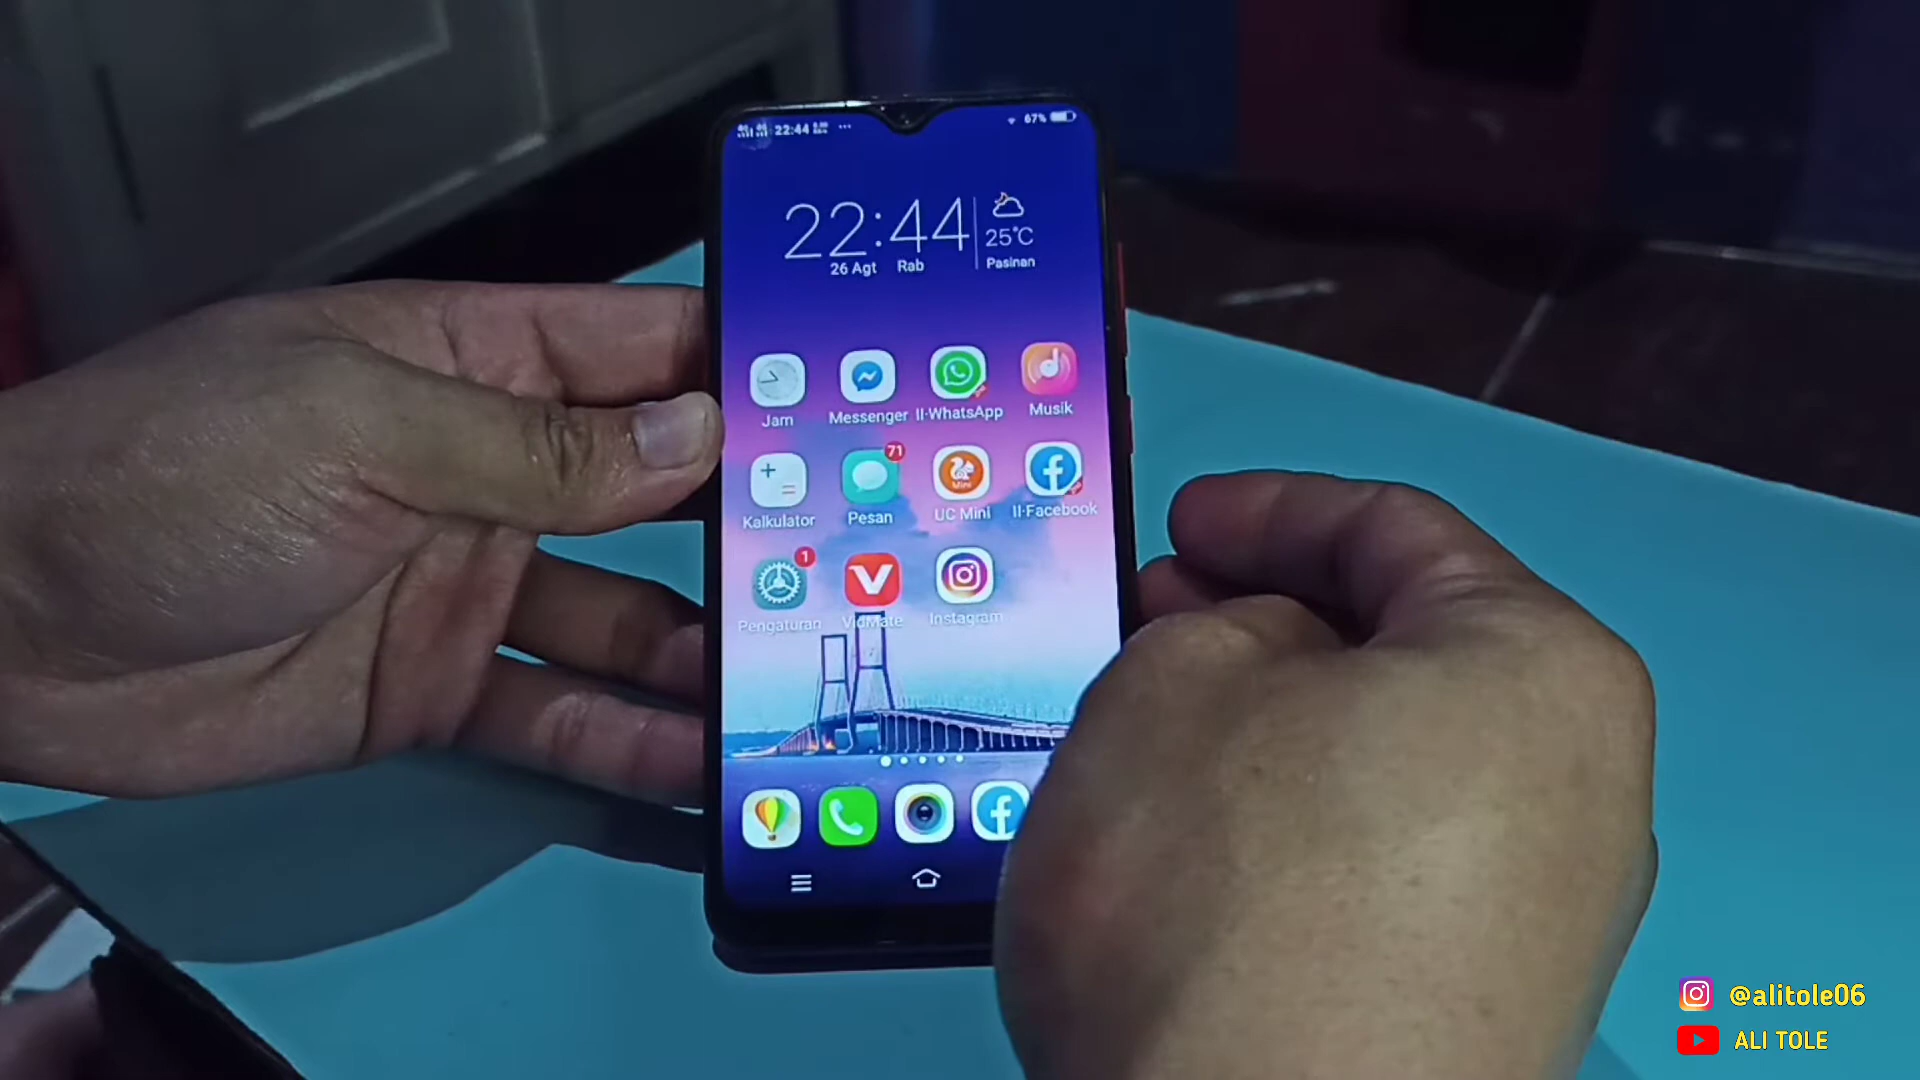 22:44
67%
22:44
25°C
26 Agt Rab
Pasinan
Jam
Messenger
II·WhatsApp
Musik
71
Kalkulator
Pesan
Mini
UC Mini
II·Facebook
1
Pengaturan
VidMate
Instagram
@alitole06
ALI TOLE